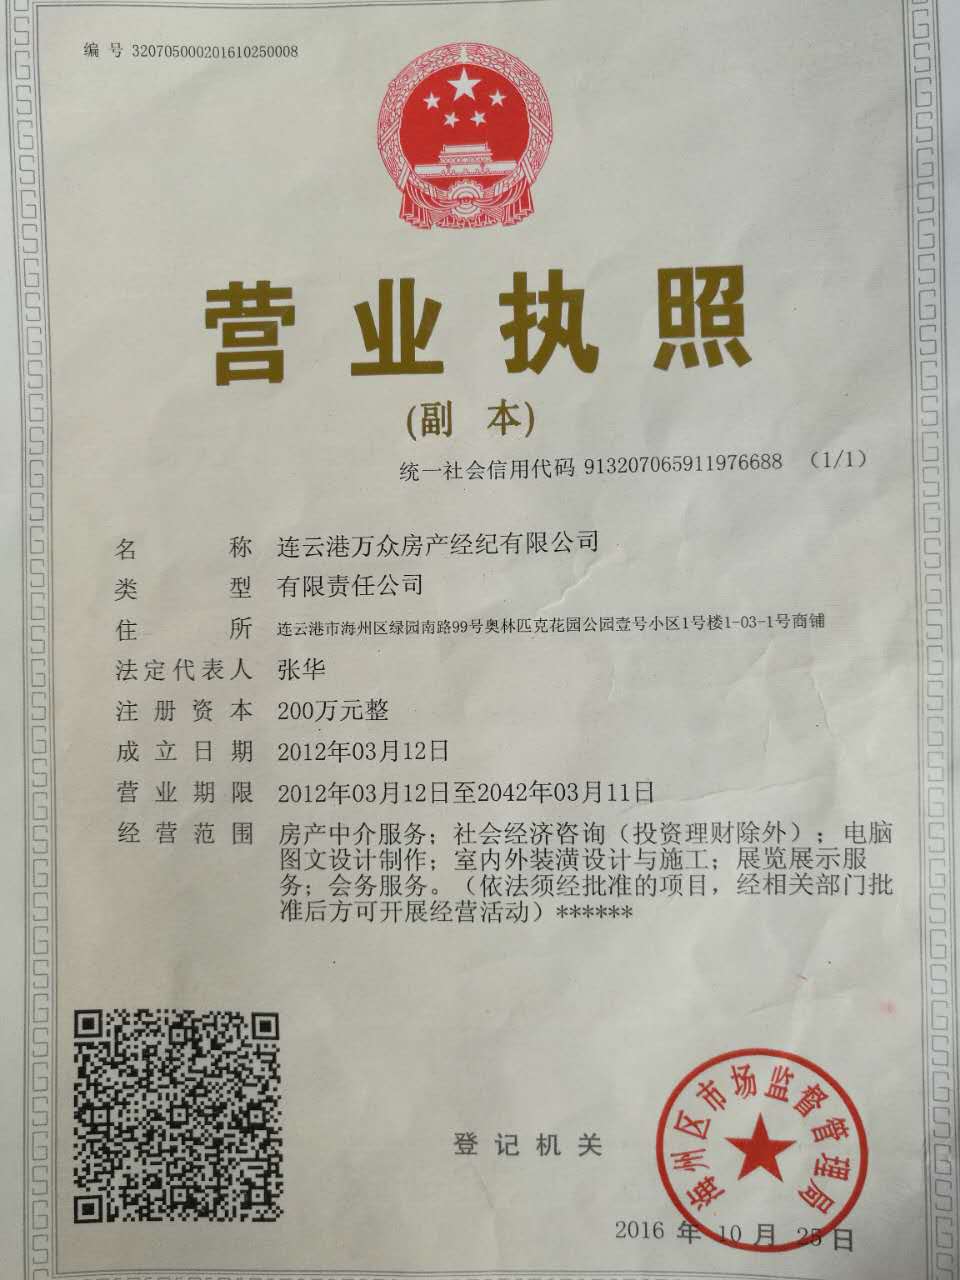 编 号 320705000201610250008
营业执照
(副 本)
统一社会信用代码 913207065911976688 （1/1）
名 称 连云港万众房产经纪有限公司
类 型 有限责任公司
住 所 连云港市海州区绿园南路99号奥林匹克花园公园壹号小区1号楼1-03-1号商铺
法定代表人 张华
注册资本 200万元整
成立日期 2012年03月12日
营业期限 2012年03月12日至2042年03月11日
经营范围 房产中介服务；社会经济咨询（投资理财除外）；电脑
图文设计制作；室内外装潢设计与施工；展览展示服
务；会务服务。（依法须经批准的项目，经相关部门批
准后方可开展经营活动）******
登记机关
海州区市场监督管理局
2016 年 10 月 25 日